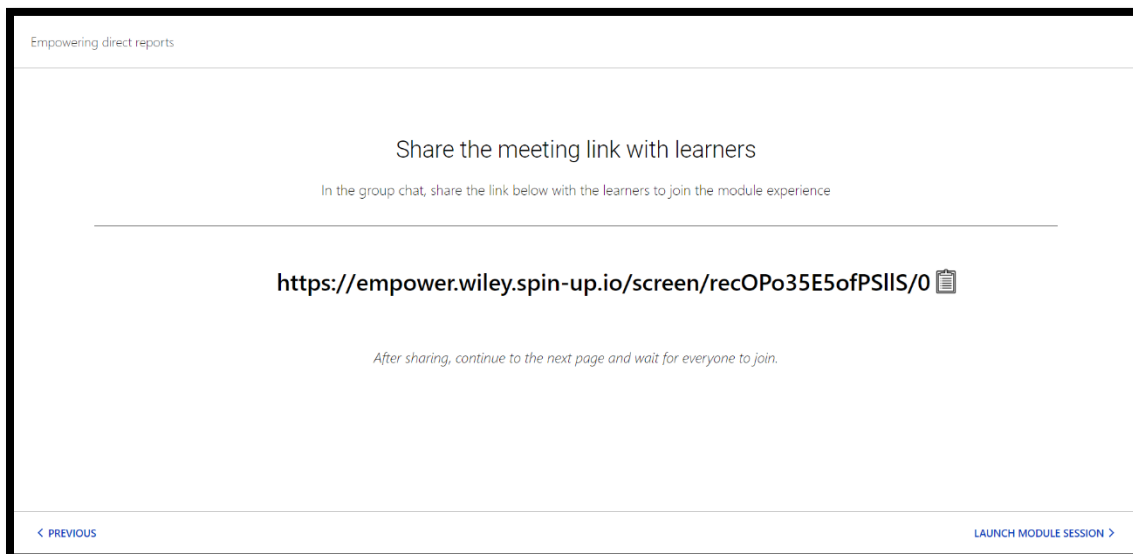 Empowering direct reports
Share the meeting link with learners
In the group chat, share the link below with the learners to join the module experience
https://empower.wiley.spin-up.io/screen/recOPo35E5ofPSllS/0
After sharing, continue to the next page and wait for everyone to join.
< PREVIOUS
LAUNCH MODULE SESSION >